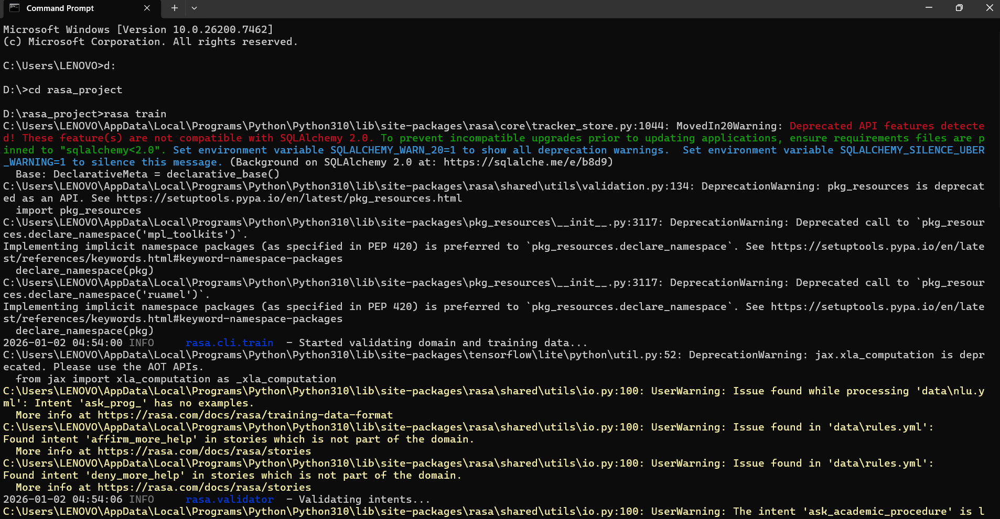 Command Prompt
Microsoft Windows [Version 10.0.26200.7462]
(c) Microsoft Corporation. All rights reserved.
C:\Users\LENOVO>d:
D:\>cd rasa_project
D:\rasa_project>rasa train
C:\Users\LENOVO\AppData\Local\Programs\Python\Python310\lib\site-packages\rasa\core\tracker_store.py:1044: MovedIn20Warning: Deprecated API features detecte
d! These feature(s) are not compatible with SQLAlchemy 2.0. To prevent incompatible upgrades prior to updating applications, ensure requirements files are p
inned to "sqlalchemy<2.0". Set environment variable SQLALCHEMY_WARN_20=1 to show all deprecation warnings.  Set environment variable SQLALCHEMY_SILENCE_UBER
_WARNING=1 to silence this message. (Background on SQLAlchemy 2.0 at: https://sqlalche.me/e/b8d9)
  Base: DeclarativeMeta = declarative_base()
C:\Users\LENOVO\AppData\Local\Programs\Python\Python310\lib\site-packages\rasa\shared\utils\validation.py:134: DeprecationWarning: pkg_resources is deprecat
ed as an API. See https://setuptools.pypa.io/en/latest/pkg_resources.html
  import pkg_resources
C:\Users\LENOVO\AppData\Local\Programs\Python\Python310\lib\site-packages\pkg_resources\__init__.py:3117: DeprecationWarning: Deprecated call to `pkg_resour
ces.declare_namespace('mpl_toolkits')`.
Implementing implicit namespace packages (as specified in PEP 420) is preferred to `pkg_resources.declare_namespace`. See https://setuptools.pypa.io/en/late
st/references/keywords.html#keyword-namespace-packages
  declare_namespace(pkg)
C:\Users\LENOVO\AppData\Local\Programs\Python\Python310\lib\site-packages\pkg_resources\__init__.py:3117: DeprecationWarning: Deprecated call to `pkg_resour
ces.declare_namespace('ruamel')`.
Implementing implicit namespace packages (as specified in PEP 420) is preferred to `pkg_resources.declare_namespace`. See https://setuptools.pypa.io/en/late
st/references/keywords.html#keyword-namespace-packages
  declare_namespace(pkg)
2026-01-02 04:54:00 INFO     rasa.cli.train  - Started validating domain and training data...
C:\Users\LENOVO\AppData\Local\Programs\Python\Python310\lib\site-packages\tensorflow\lite\python\util.py:52: DeprecationWarning: jax.xla_computation is depr
ecated. Please use the AOT APIs.
  from jax import xla_computation as _xla_computation
C:\Users\LENOVO\AppData\Local\Programs\Python\Python310\lib\site-packages\rasa\shared\utils\io.py:100: UserWarning: Issue found while processing 'data\nlu.y
ml': Intent 'ask_prog_' has no examples.
  More info at https://rasa.com/docs/rasa/training-data-format
C:\Users\LENOVO\AppData\Local\Programs\Python\Python310\lib\site-packages\rasa\shared\utils\io.py:100: UserWarning: Issue found in 'data\rules.yml':
Found intent 'affirm_more_help' in stories which is not part of the domain.
  More info at https://rasa.com/docs/rasa/stories
C:\Users\LENOVO\AppData\Local\Programs\Python\Python310\lib\site-packages\rasa\shared\utils\io.py:100: UserWarning: Issue found in 'data\rules.yml':
Found intent 'deny_more_help' in stories which is not part of the domain.
  More info at https://rasa.com/docs/rasa/stories
2026-01-02 04:54:06 INFO     rasa.validator  - Validating intents...
C:\Users\LENOVO\AppData\Local\Programs\Python\Python310\lib\site-packages\rasa\shared\utils\io.py:100: UserWarning: The intent 'ask_academic_procedure' is l